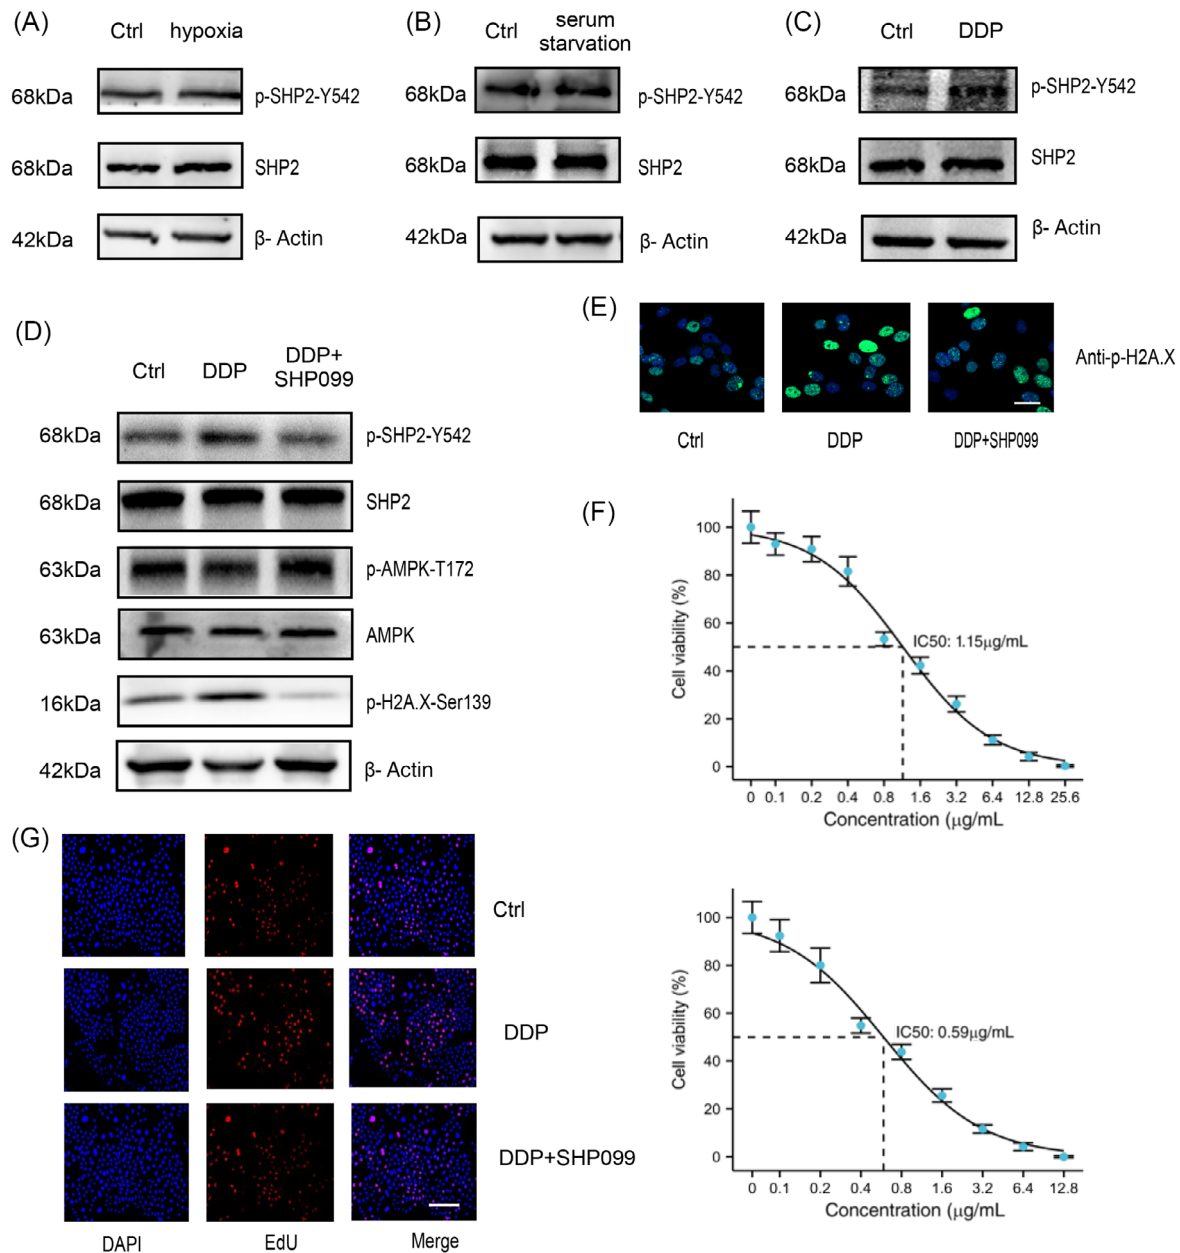 (A)
Ctrl hypoxia
68kDa p-SHP2-Y542
68kDa SHP2
42kDa β- Actin
(B)
Ctrl serum
starvation
68kDa p-SHP2-Y542
68kDa SHP2
42kDa β- Actin
(C)
Ctrl DDP
68kDa p-SHP2-Y542
68kDa SHP2
42kDa β- Actin
(D)
Ctrl DDP DDP+
SHP099
68kDa p-SHP2-Y542
68kDa SHP2
63kDa p-AMPK-T172
63kDa AMPK
16kDa p-H2A.X-Ser139
42kDa β- Actin
(E)
Anti-p-H2A.X
Ctrl DDP DDP+SHP099
(F)
Cell viability (%)
100
80
60
40
20
0
IC50: 1.15μg/mL
0 0.1 0.2 0.4 0.8 1.6 3.2 6.4 12.8 25.6
Concentration (μg/mL
Cell viability (%)
100
80
60
40
20
0
IC50: 0.59μg/mL
0 0.1 0.2 0.4 0.8 1.6 3.2 6.4 12.8
Concentration (μg/mL
(G)
Ctrl
DDP
DDP+SHP099
DAPI EdU Merge